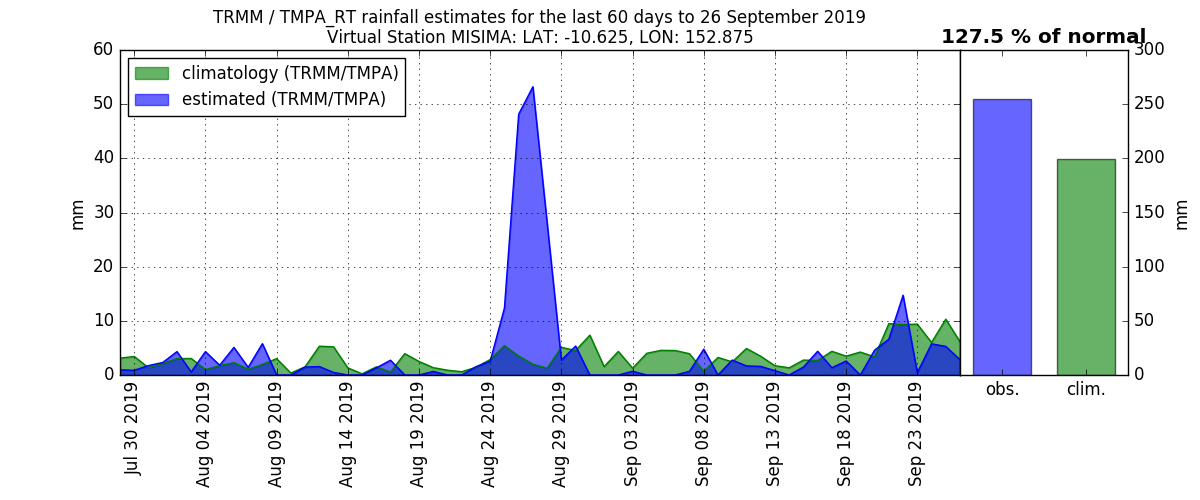 TRMM / TMPA_RT rainfall estimates for the last 60 days to 26 September 2019
Virtual Station MISIMA: LAT: -10.625, LON: 152.875
127.5 % of normal
climatology (TRMM/TMPA)
estimated (TRMM/TMPA)
60
50
40
30
20
10
0
mm
300
250
200
150
100
50
0
mm
Jul 30 2019
Aug 04 2019
Aug 09 2019
Aug 14 2019
Aug 19 2019
Aug 24 2019
Aug 29 2019
Sep 03 2019
Sep 08 2019
Sep 13 2019
Sep 18 2019
Sep 23 2019
obs.
clim.